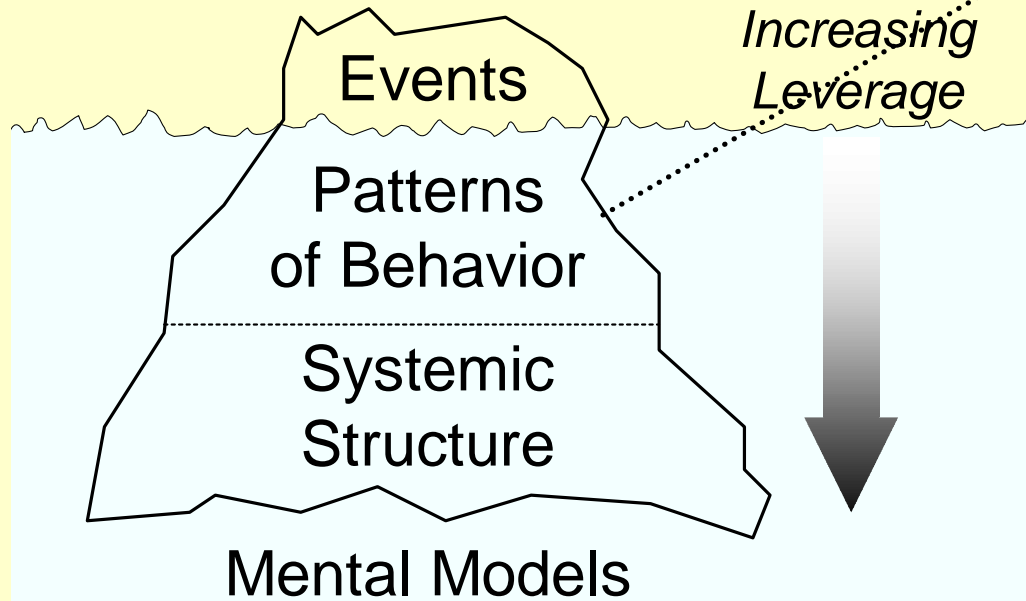 Increasing
Leverage
Events
Patterns
of Behavior
Systemic
Structure
Mental Models